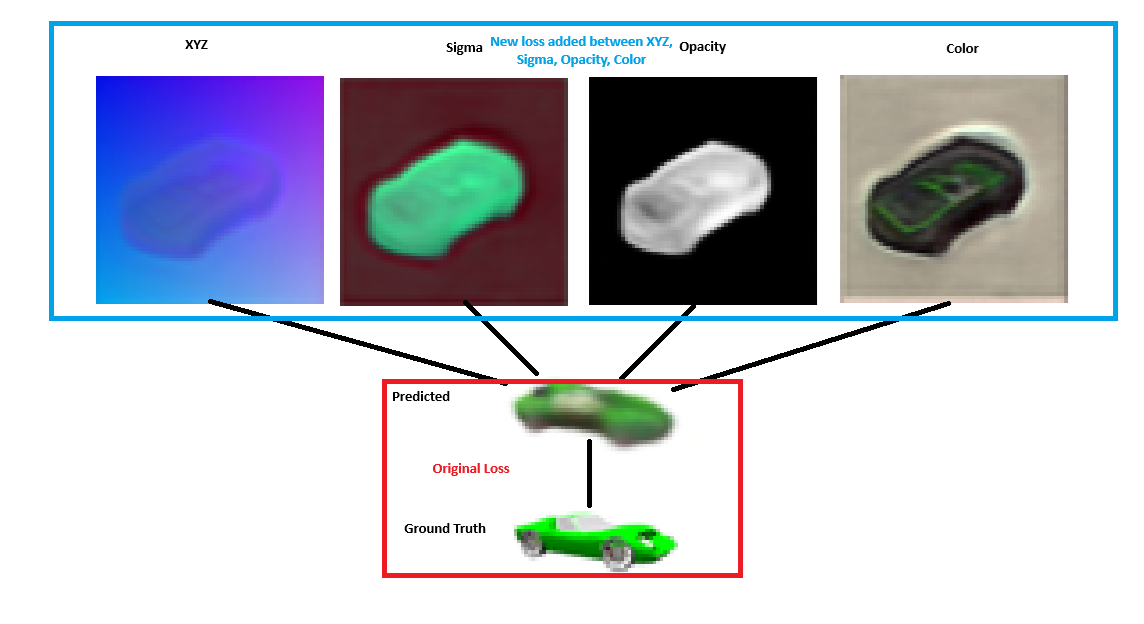 XYZ
Sigma
New loss added between XYZ,
Sigma, Opacity, Color
Opacity
Color
Predicted
Original Loss
Ground Truth